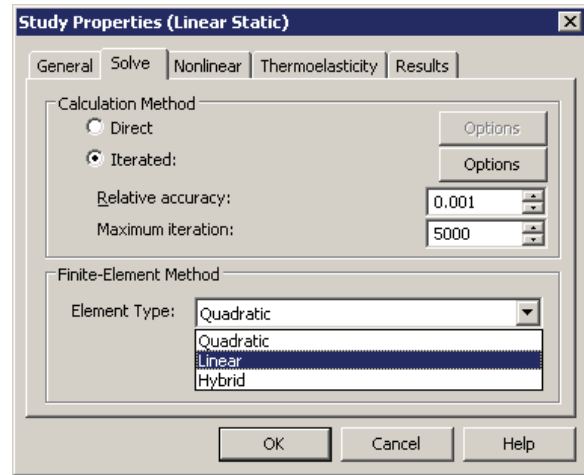 Study Properties (Linear Static)
General Solve Nonlinear Thermoelasticity Results
Calculation Method
Direct Options
Iterated: Options
Relative accuracy: 0.001
Maximum iteration: 5000
Finite-Element Method
Element Type: Quadratic
Quadratic
Linear
Hybrid
OK Cancel Help